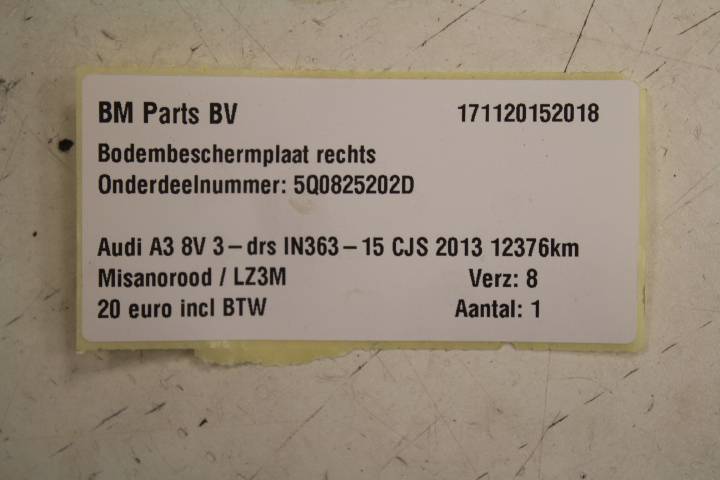 BM Parts BV 171120152018
Bodembeschermplaat rechts
Onderdeelnummer: 5Q0825202D
Audi A3 8V 3-drs IN363-15 CJS 2013 12376km
Misanorood / LZ3M Verz: 8
20 euro incl BTW Aantal: 1